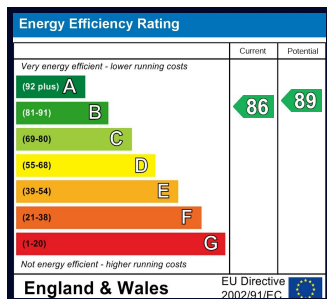 Energy Efficiency Rating
Current Potential
Very energy efficient - lower running costs
(92 plus) A
(81-91) B
86 89
(69-80) C
(55-68) D
(39-54) E
(21-38) F
(1-20) G
Not energy efficient - higher running costs
England & Wales
EU Directive
2002/91/EC